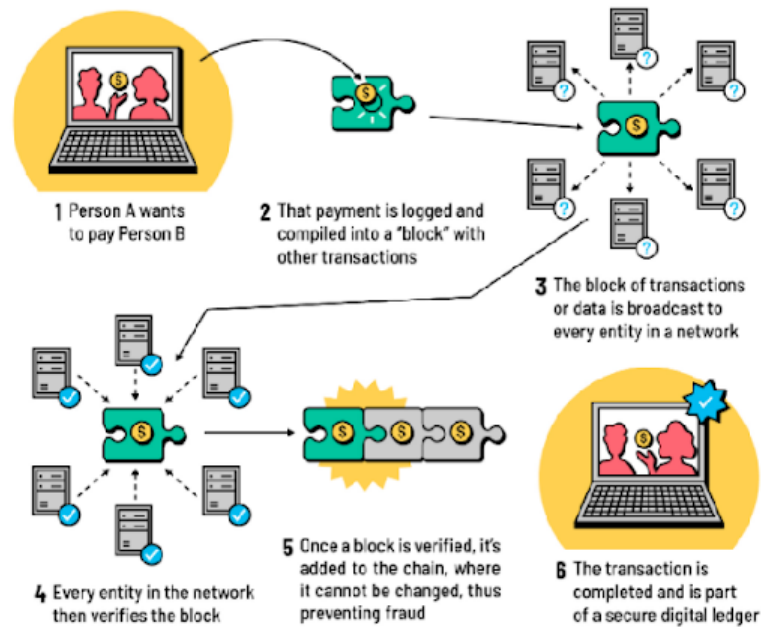 1 Person A wants
to pay Person B
2 That payment is logged and
compiled into a "block" with
other transactions
3 The block of transactions
or data is broadcast to
every entity in a network
4 Every entity in the network
then verifies the block
5 Once a block is verified, it's
added to the chain, where
it cannot be changed, thus
preventing fraud
6 The transaction is
completed and is part
of a secure digital ledger